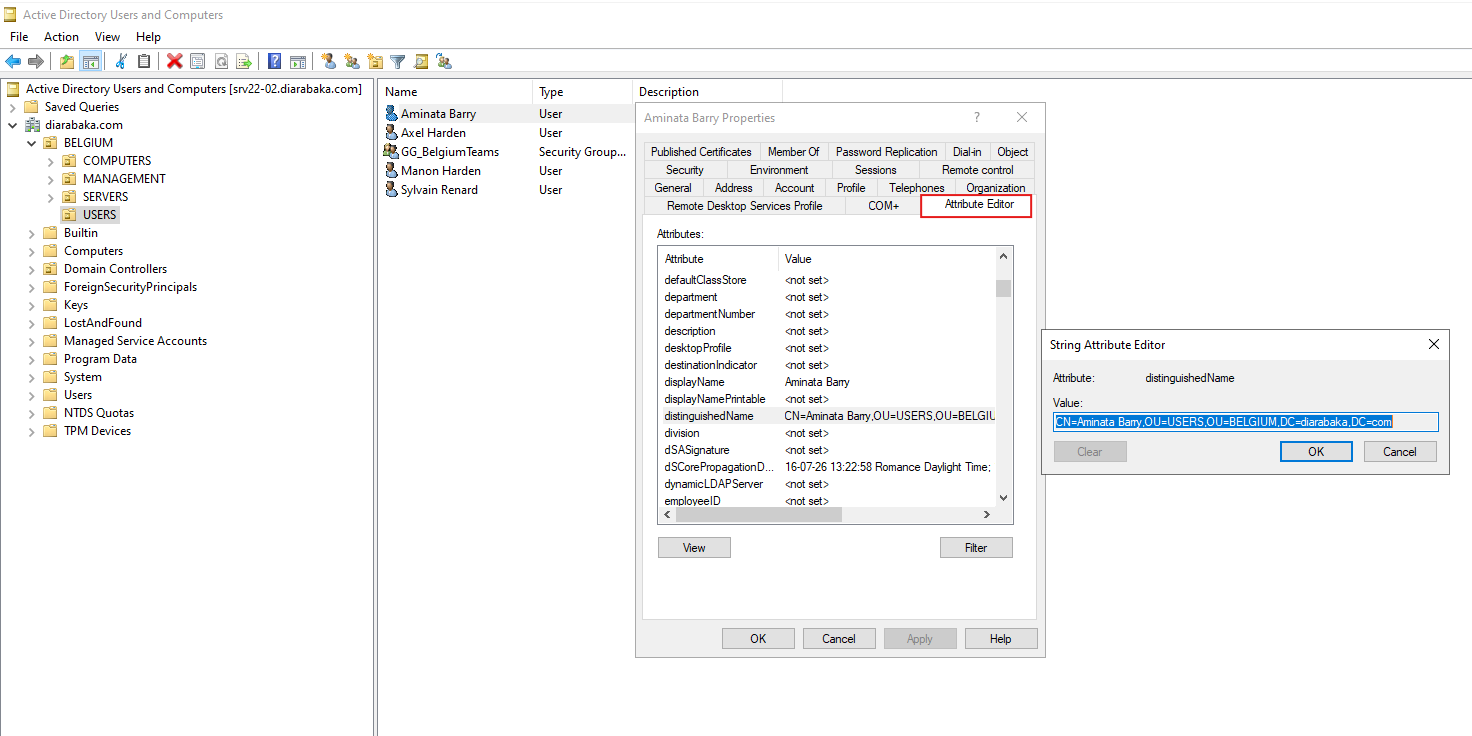 Active Directory Users and Computers
File Action View Help
Active Directory Users and Computers [srv22-02.diarabaka.com]
Saved Queries
diarabaka.com
BELGIUM
COMPUTERS
MANAGEMENT
SERVERS
USERS
Builtin
Computers
Domain Controllers
ForeignSecurityPrincipals
Keys
LostAndFound
Managed Service Accounts
Program Data
System
Users
NTDS Quotas
TPM Devices
Name Type Description
Aminata Barry User
Axel Harden User
GG_BelgiumTeams Security Group...
Manon Harden User
Sylvain Renard User
Aminata Barry Properties
Published Certificates Member Of Password Replication Dial-in Object
Security Environment Sessions Remote control
General Address Account Profile Telephones Organization
Remote Desktop Services Profile COM+ Attribute Editor
Attributes:
Attribute Value
defaultClassStore <not set>
department <not set>
departmentNumber <not set>
description <not set>
desktopProfile <not set>
destinationIndicator <not set>
displayName Aminata Barry
displayNamePrintable <not set>
distinguishedName CN=Aminata Barry,OU=USERS,OU=BELGIU
division <not set>
dSASignature <not set>
dSCorePropagationD... 16-07-26 13:22:58 Romance Daylight Time;
dynamicLDAPServer <not set>
employeeID <not set>
View Filter
OK Cancel Apply Help
String Attribute Editor
Attribute: distinguishedName
Value:
CN=Aminata Barry,OU=USERS,OU=BELGIUM,DC=diarabaka,DC=com
Clear OK Cancel